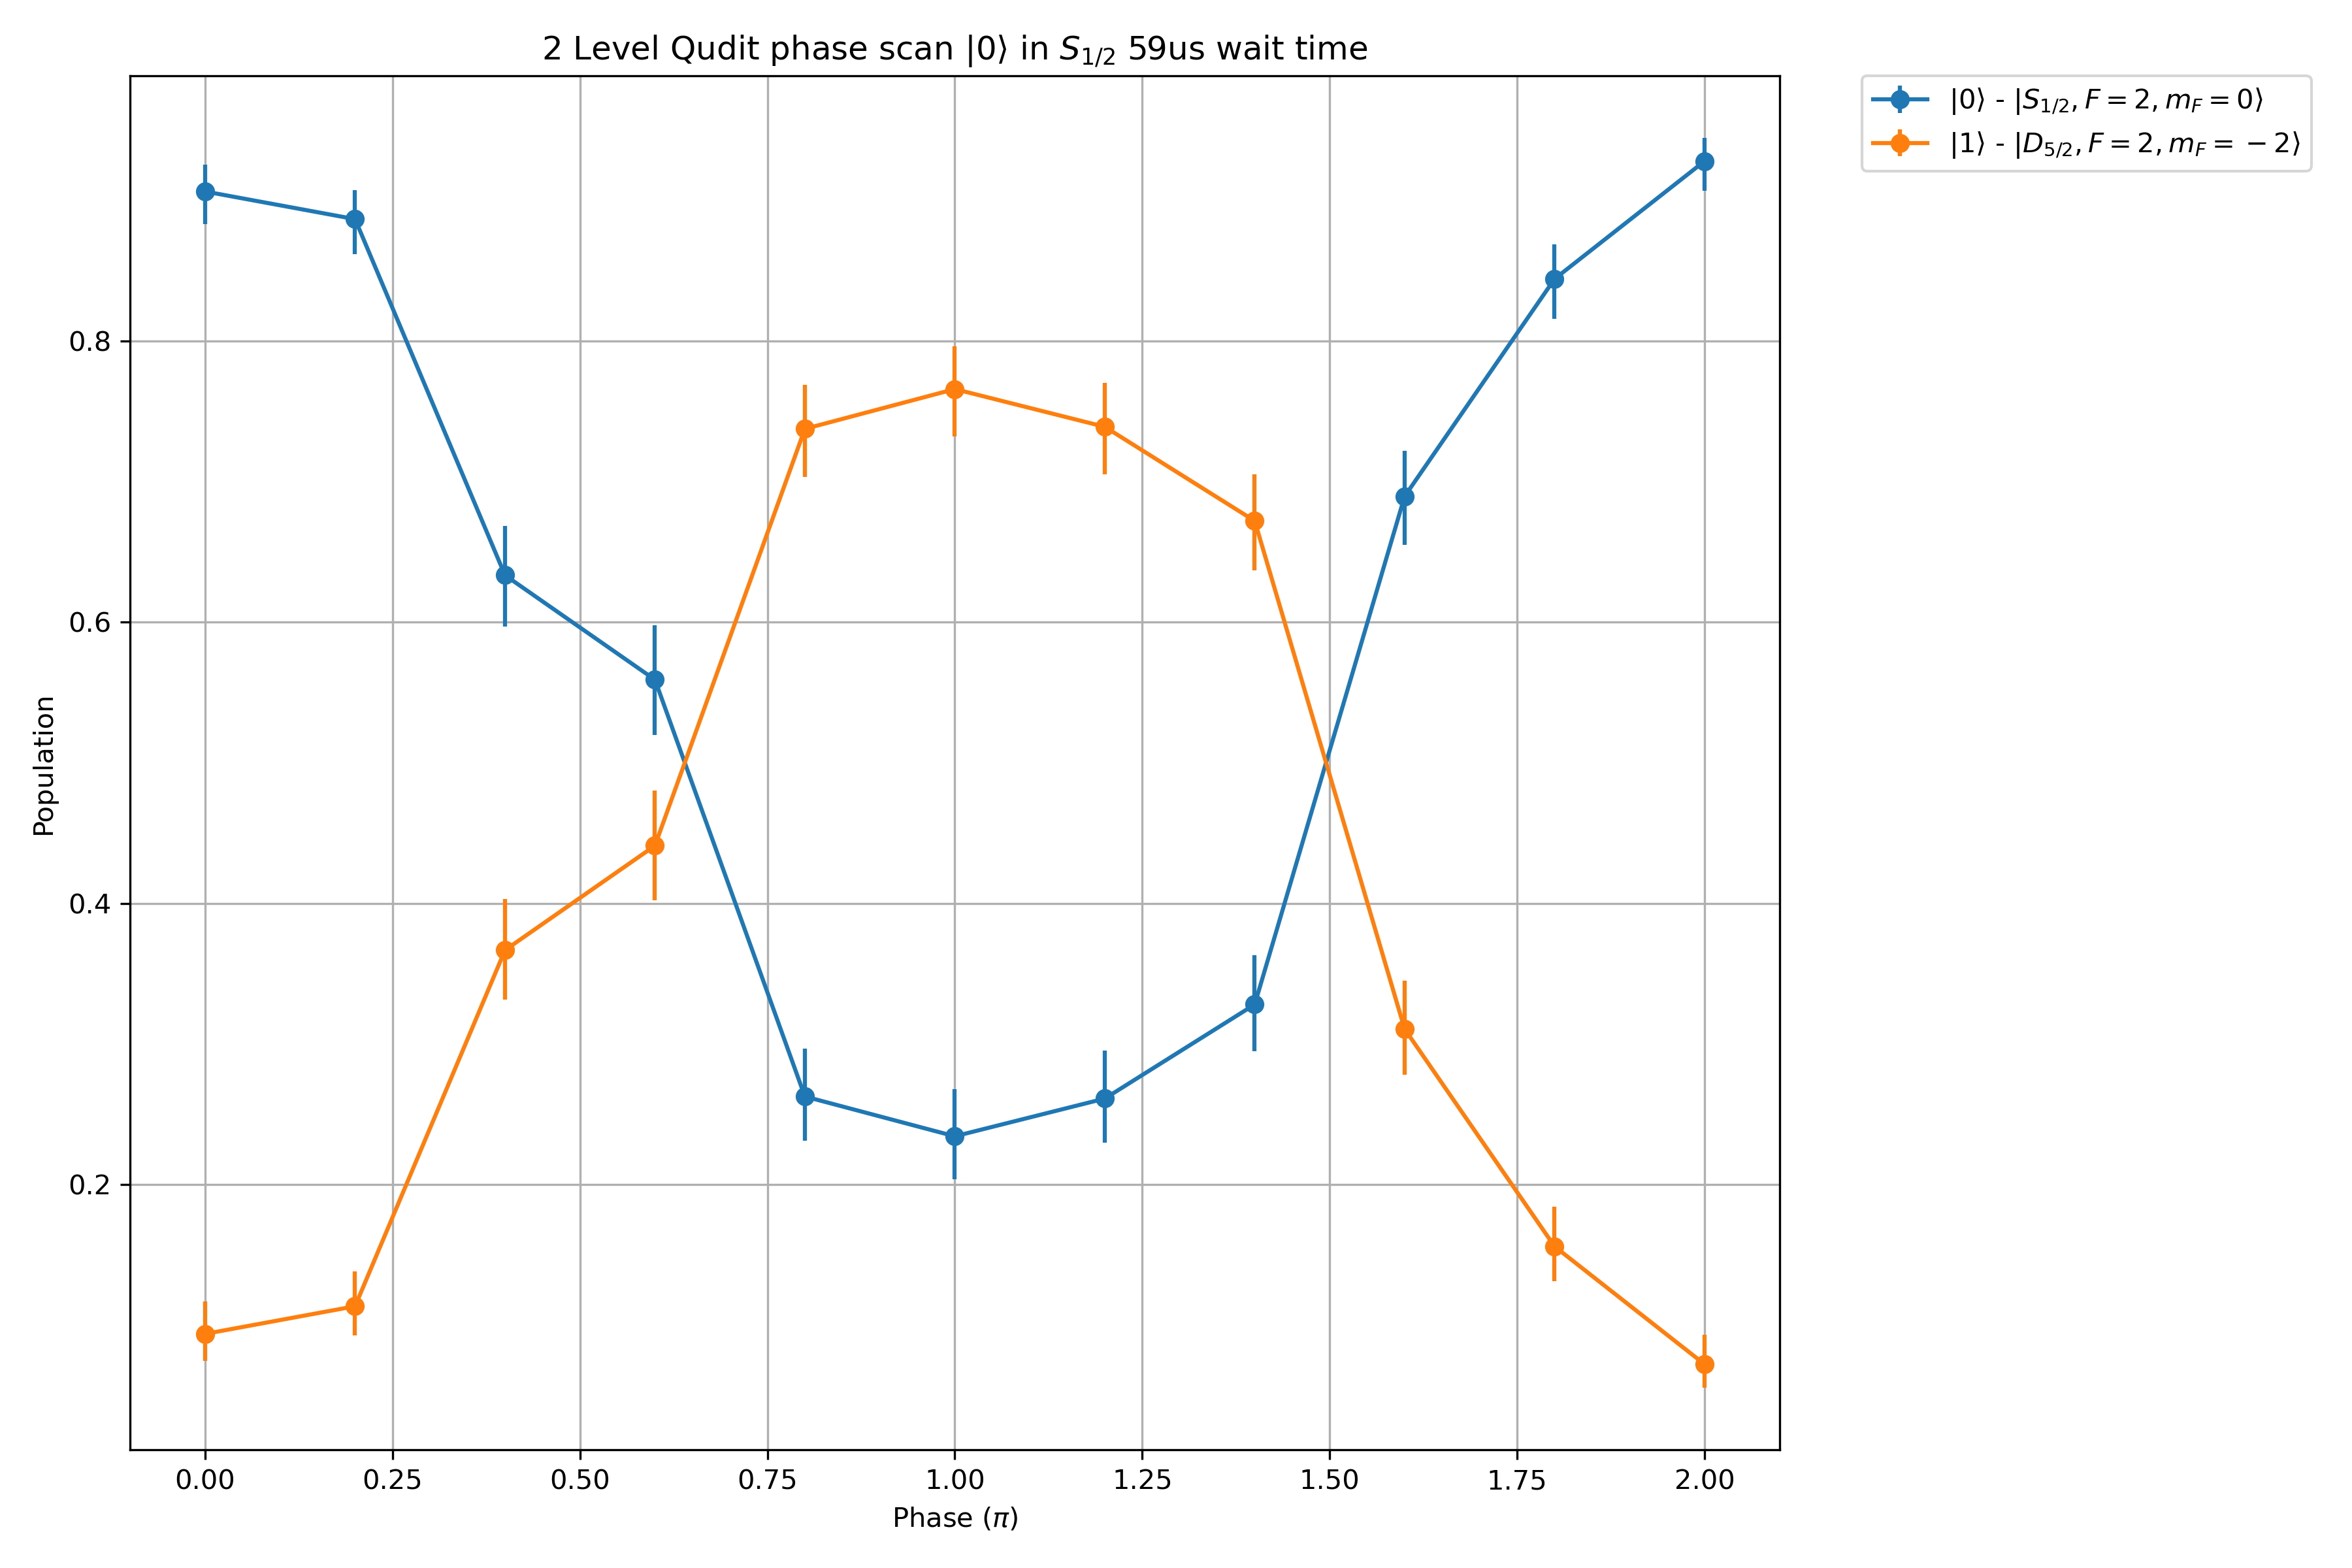 2 Level Qudit phase scan |0⟩ in S₁/₂ 59us wait time
|0⟩ - |S₁/₂, F = 2, m_F = 0⟩
|1⟩ - |D₅/₂, F = 2, m_F = −2⟩
Population
0.8
0.6
0.4
0.2
0.00 0.25 0.50 0.75 1.00 1.25 1.50 1.75 2.00
Phase (π)